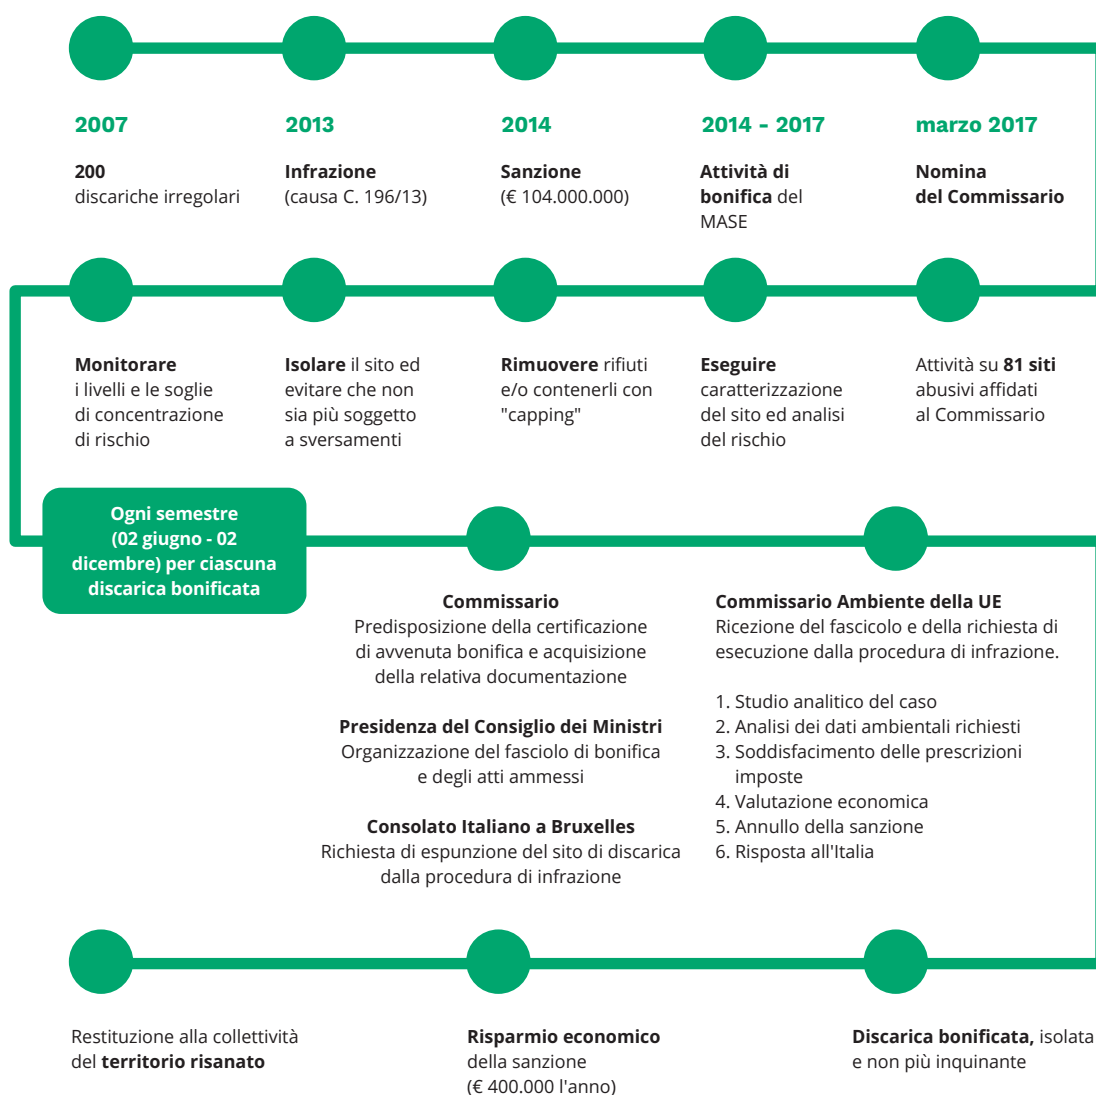 2007
200
discariche irregolari
2013
Infrazione
(causa C. 196/13)
2014
Sanzione
(€ 104.000.000)
2014 - 2017
Attività di
bonifica del
MASE
marzo 2017
Nomina
del Commissario
Monitorare
i livelli e le soglie
di concentrazione
di rischio
Isolare il sito ed
evitare che non
sia più soggetto
a sversamenti
Rimuovere rifiuti
e/o contenerli con
"capping"
Eseguire
caratterizzazione
del sito ed analisi
del rischio
Attività su 81 siti
abusivi affidati
al Commissario
Ogni semestre
(02 giugno - 02
dicembre) per ciascuna
discarica bonificata
Commissario
Predisposizione della certificazione
di avvenuta bonifica e acquisizione
della relativa documentazione
Presidenza del Consiglio dei Ministri
Organizzazione del fasciolo di bonifica
e degli atti ammessi
Consolato Italiano a Bruxelles
Richiesta di espunzione del sito di discarica
dalla procedura di infrazione
Commissario Ambiente della UE
Ricezione del fascicolo e della richiesta di
esecuzione dalla procedura di infrazione.
1. Studio analitico del caso
2. Analisi dei dati ambientali richiesti
3. Soddisfacimento delle prescrizioni
imposte
4. Valutazione economica
5. Annullo della sanzione
6. Risposta all'Italia
Restituzione alla collettività
del territorio risanato
Risparmio economico
della sanzione
(€ 400.000 l'anno)
Discarica bonificata, isolata
e non più inquinante